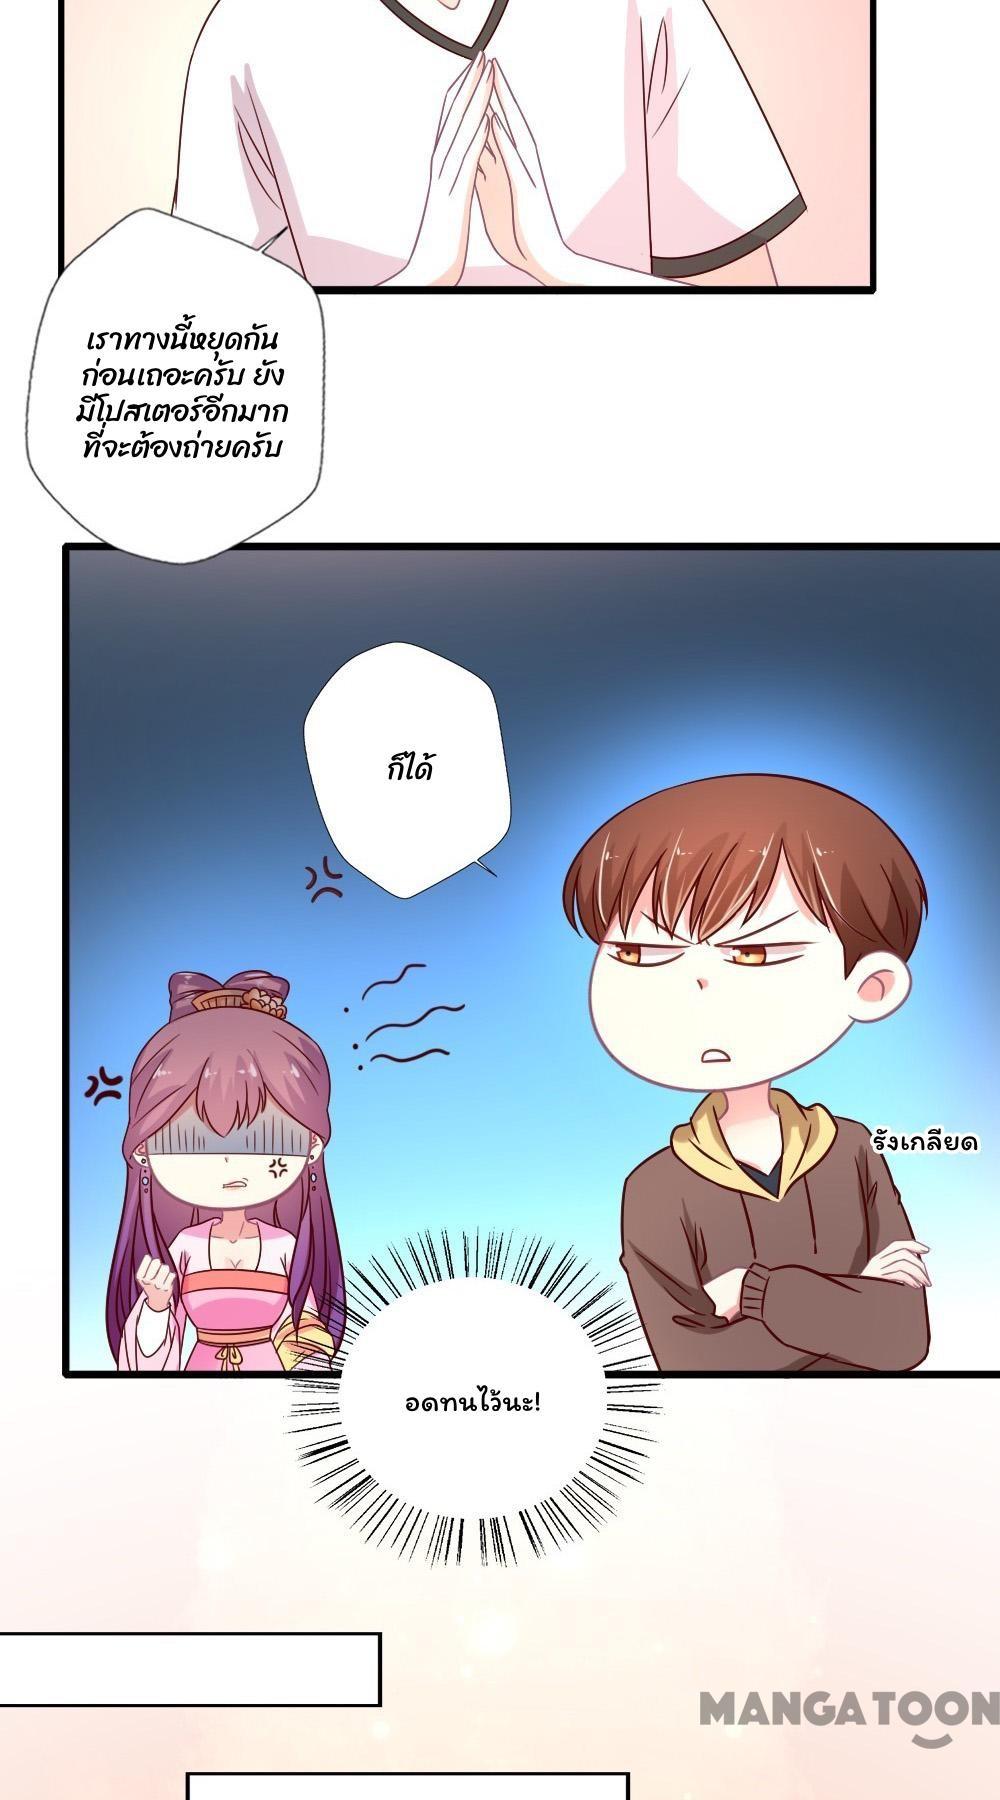 เราทางนี้หยุดกัน
ก่อนเถอะครับ ยัง
มีโปสเตอร์อีกมาก
ที่จะต้องถ่ายครับ
ก็ได้
รังเกลียด
อดทนไว้นะ!
MANGATOON